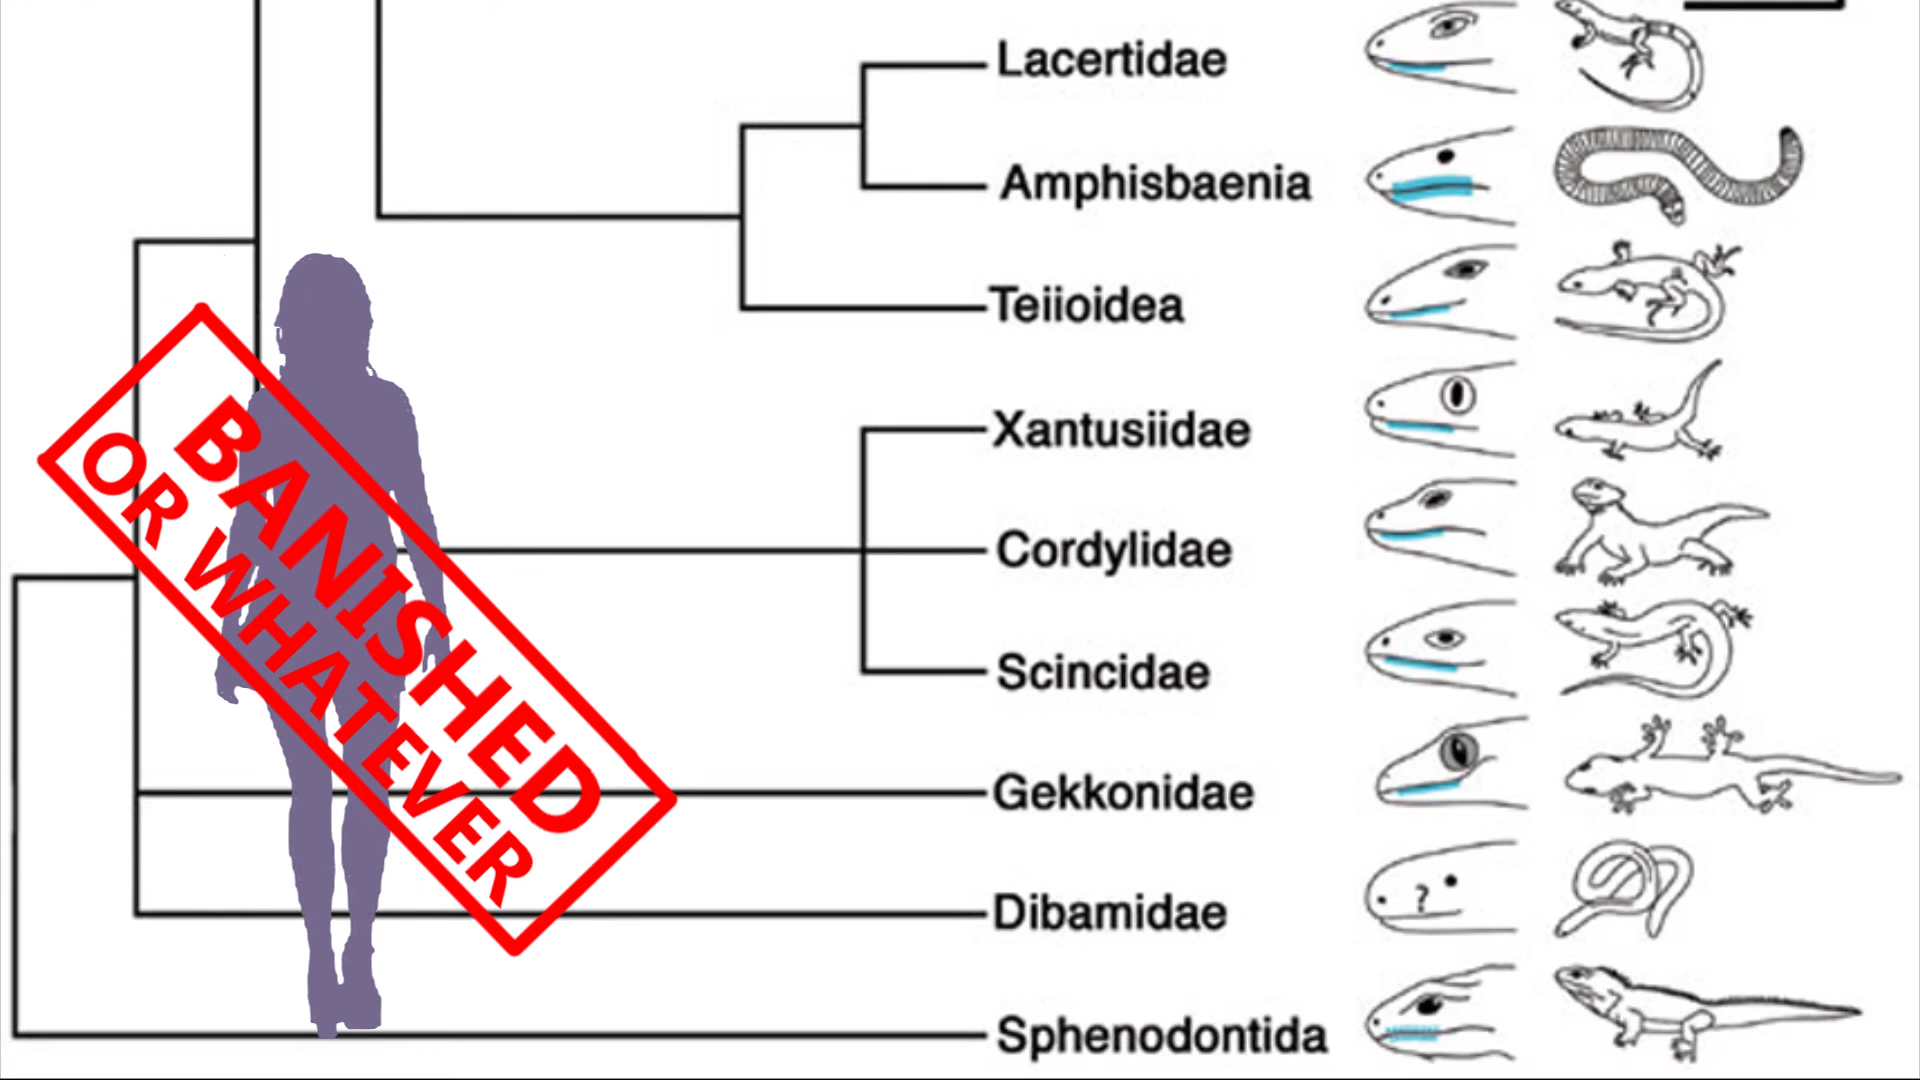 Lacertidae
Amphisbaenia
Teiioidea
Xantusiidae
Cordylidae
Scincidae
Gekkonidae
?
Dibamidae
Sphenodontida
BANISHED
OR WHATEVER